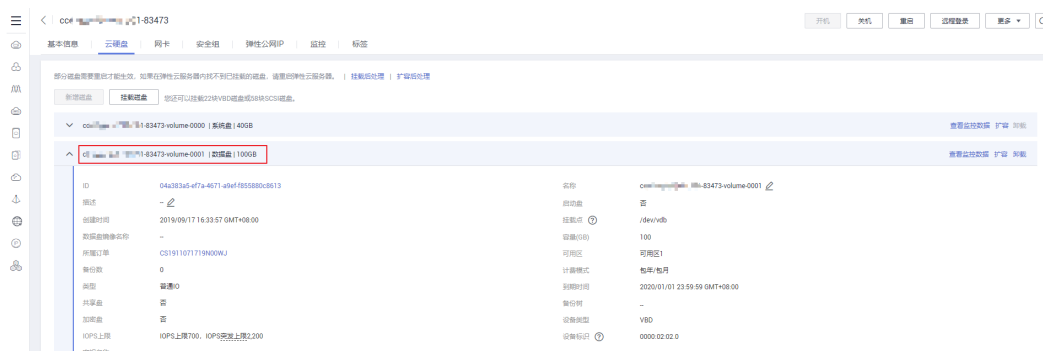 1-83473
开机 关机 重启 远程登录 更多
基本信息 云硬盘 网卡 安全组 弹性公网IP 监控 标签
部分磁盘需要重启才能生效。如果在弹性云服务器内找不到已挂载的磁盘，请重启弹性云服务器。 | 挂载后处理 | 扩容后处理
新增磁盘 挂载磁盘 您还可以挂载22块VBD磁盘或58块SCSI磁盘。
1-83473-volume-0000 | 系统盘 | 40GB 查看监控数据 扩容 卸载
1-83473-volume-0001 | 数据盘 | 100GB 查看监控数据 扩容 卸载
ID 04a383a5-ef7a-4671-a9ef-f855880c8613 名称 -83473-volume-0001
描述 -- 启动盘 否
创建时间 2019/09/17 16:33:57 GMT+08:00 挂载点 /dev/vdb
数据盘镜像名称 -- 容量(GB) 100
所属订单 CS1911071719N00WJ 可用区 可用区1
备份数 0 计费模式 包年/包月
类型 普通IO 到期时间 2020/01/01 23:59:59 GMT+08:00
共享盘 否 备份树 --
加密盘 否 设备类型 VBD
IOPS上限 IOPS上限700，IOPS突发上限2,200 设备标识 0000:02:02.0